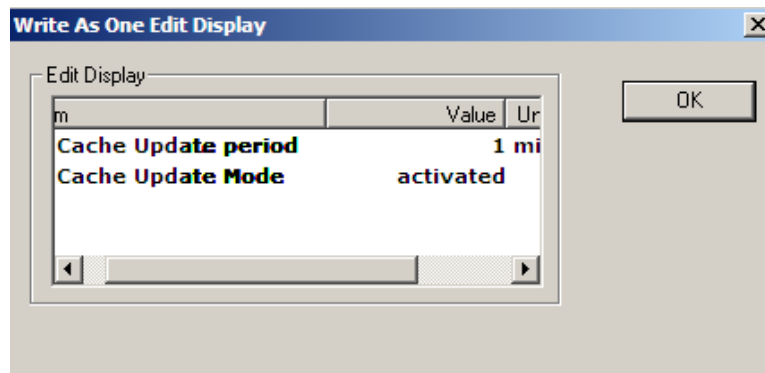 Write As One Edit Display
Edit Display
OK
m Value Ur
Cache Update period 1 mi
Cache Update Mode activated